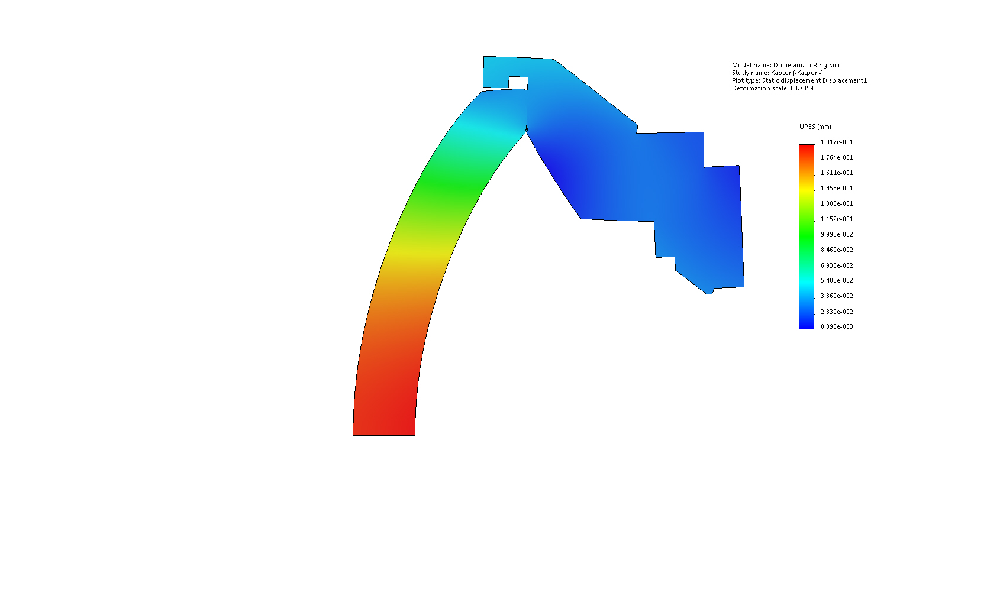 Model name: Dome and Ti Ring Sim
Study name: Kapton(-Katpon-)
Plot type: Static displacement Displacement1
Deformation scale: 80.7059
URES (mm)
1.917e-001
1.764e-001
1.611e-001
1.458e-001
1.305e-001
1.152e-001
9.990e-002
8.460e-002
6.930e-002
5.400e-002
3.869e-002
2.339e-002
8.090e-003